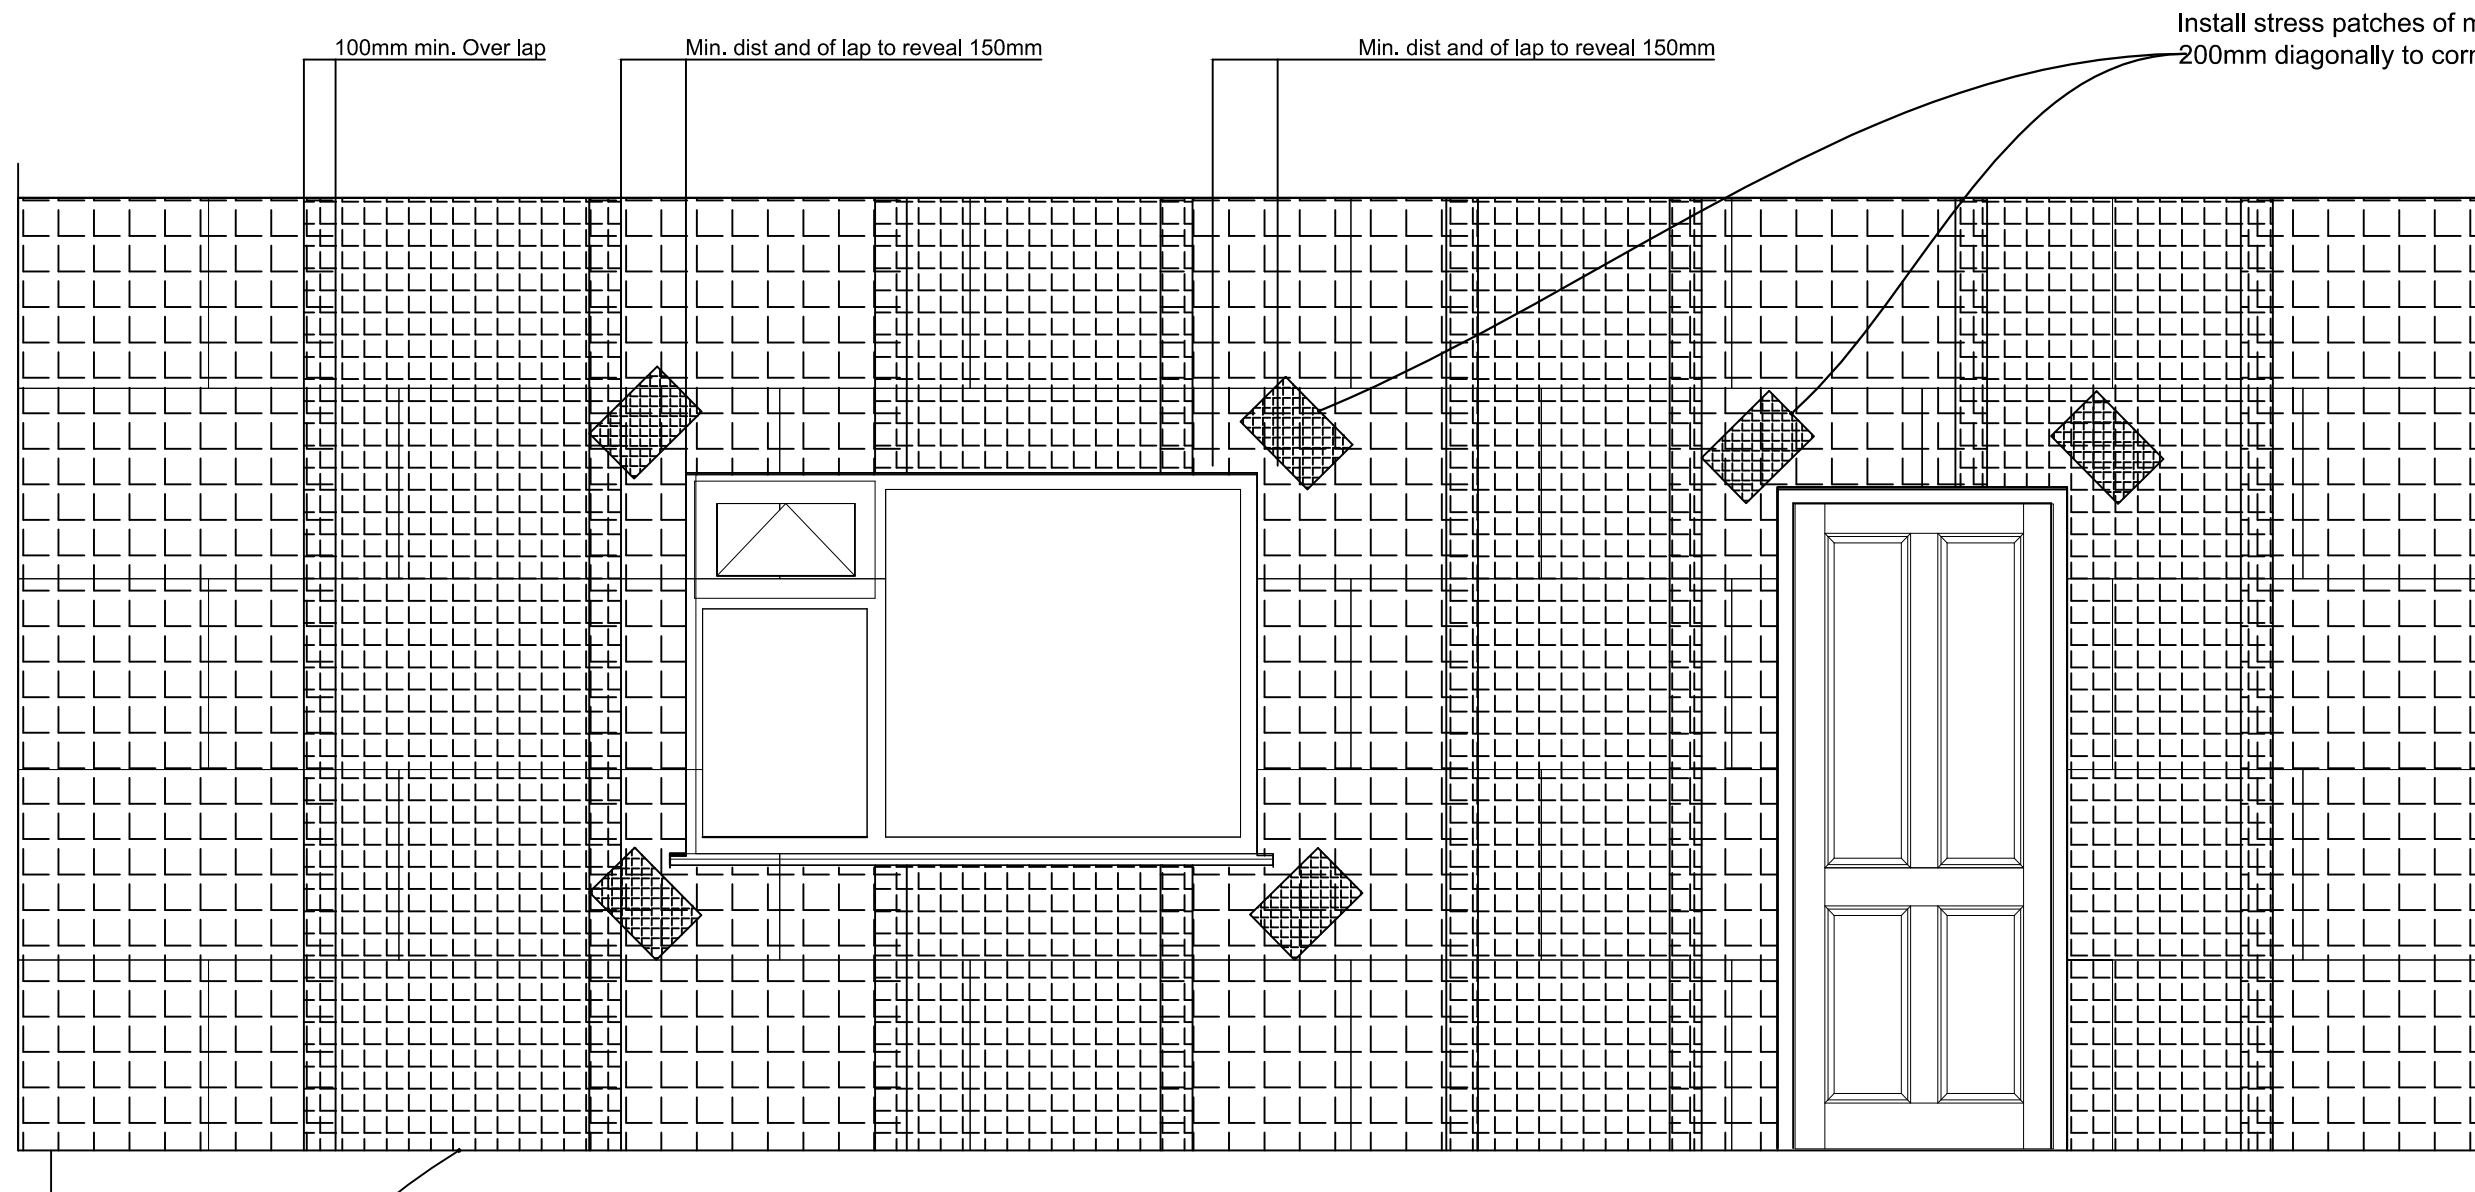 100mm min. Over lap
Min. dist and of lap to reveal 150mm
Min. dist and of lap to reveal 150mm
Install stress patches of
200mm diagonally to